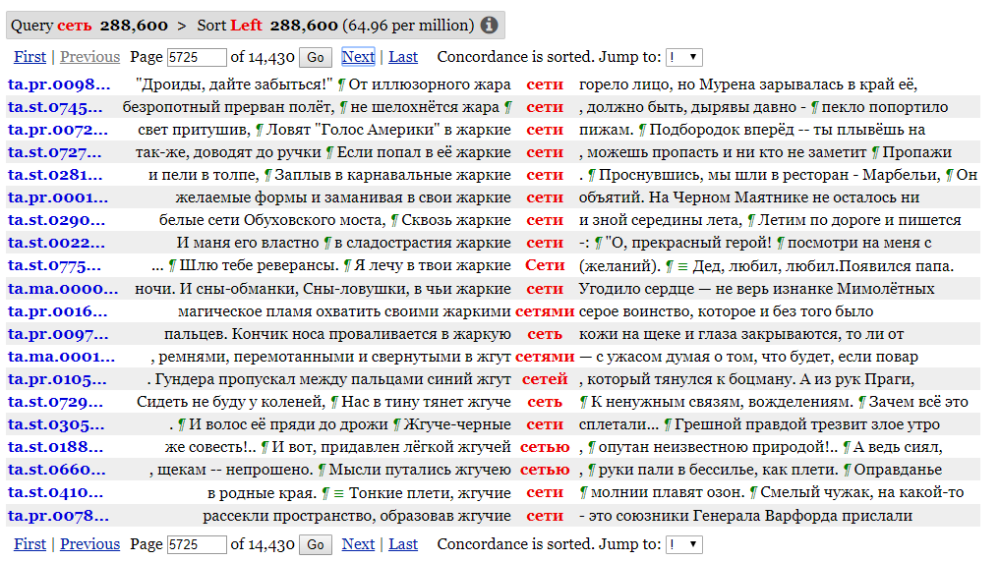 Query сеть 288,600 > Sort Left 288,600 (64.96 per million)
First | Previous Page 5725 of 14,430 Go Next | Last Concordance is sorted. Jump to: !
ta.pr.0098... "Дроиды, дайте забыться!" ¶ От иллюзорного жара сети горело лицо, но Мурена зарывалась в край её,
ta.st.0745... безропотный прерван полёт, ¶ не шелохнётся жара ¶ сети , должно быть, дырявы давно - ¶ пекло попортило
ta.pr.0072... свет притушив, ¶ Ловят "Голос Америки" в жаркие сети пижам. ¶ Подбородок вперёд -- ты плывёшь на
ta.st.0727... так-же, доводят до ручки ¶ Если попал в её жаркие сети , можешь пропасть и ни кто не заметит ¶ Пропажи
ta.st.0281... и пели в толпе, ¶ Заплыв в карнавальные жаркие сети . ¶ Проснувшись, мы шли в ресторан - Марбельи, ¶ Он
ta.pr.0001... желаемые формы и заманивая в свои жаркие сети объятий. На Черном Маятнике не осталось ни
ta.st.0290... белые сети Обуховского моста, ¶ Сквозь жаркие сети и зной середины лета, ¶ Летим по дороге и пишется
ta.st.0022... И маня его властно ¶ в сладострастия жаркие сети -: ¶ "О, прекрасный герой! ¶ посмотри на меня с
ta.st.0775... ... ¶ Шлю тебе реверансы. ¶ Я лечу в твои жаркие Сети (желаний). ¶ ≡ Дед, любил, любил.Появился папа.
ta.ma.0000... ночи. И сны-обманки, Сны-ловушки, в чьи жаркие сети Угодило сердце — не верь изнанке Мимолётных
ta.pr.0016... магическое пламя охватить своими жаркими сетями серое воинство, которое и без того было
ta.pr.0097... пальцев. Кончик носа проваливается в жаркую сеть кожи на щеке и глаза закрываются, то ли от
ta.ma.0001... , ремнями, перемотанными и свернутыми в жгут сетями — с ужасом думая о том, что будет, если повар
ta.pr.0105... . Гундера пропускал между пальцами синий жгут сетей , который тянулся к боцману. А из рук Праги,
ta.st.0729... Сидеть не буду у коленей, ¶ Нас в тину тянет жгуче сеть ¶ К ненужным связям, вожделениям. ¶ Зачем всё это
ta.st.0305... . ¶ И волос её пряди до дрожи ¶ Жгуче-черные сети сплетали... ¶ Грешной правдой трезвит злое утро
ta.st.0188... же совесть!.. ¶ И вот, придавлен лёгкой жгучей сетью , ¶ опутан неизвестною природой!.. ¶ А ведь сиял,
ta.st.0660... , щекам -- непрошено. ¶ Мысли путались жгучею сетью , ¶ руки пали в бессилье, как плети. ¶ Оправданье
ta.st.0410... в родные края. ¶ ≡ Тонкие плети, жгучие сети ¶ молнии плавят озон. ¶ Смелый чужак, на какой-то
ta.pr.0078... рассекли пространство, образовав жгучие сети - это союзники Генерала Варфорда прислали
First | Previous Page 5725 of 14,430 Go Next | Last Concordance is sorted. Jump to: !